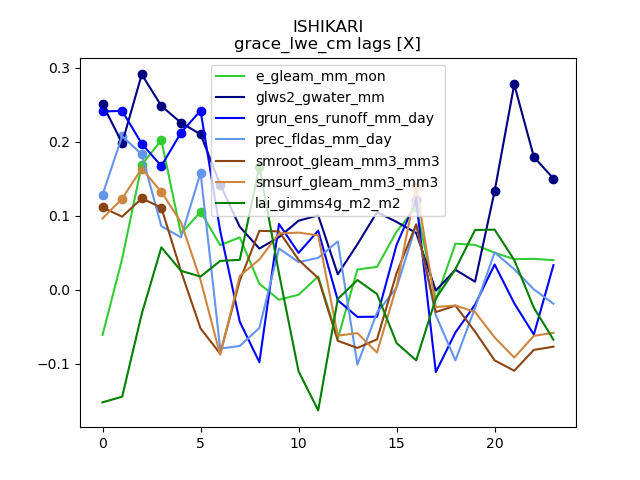 ISHIKARI
grace_lwe_cm lags [X]
0.3
0.2
0.1
0.0
−0.1
e_gleam_mm_mon
glws2_gwater_mm
grun_ens_runoff_mm_day
prec_fldas_mm_day
smroot_gleam_mm3_mm3
smsurf_gleam_mm3_mm3
lai_gimms4g_m2_m2
0 5 10 15 20